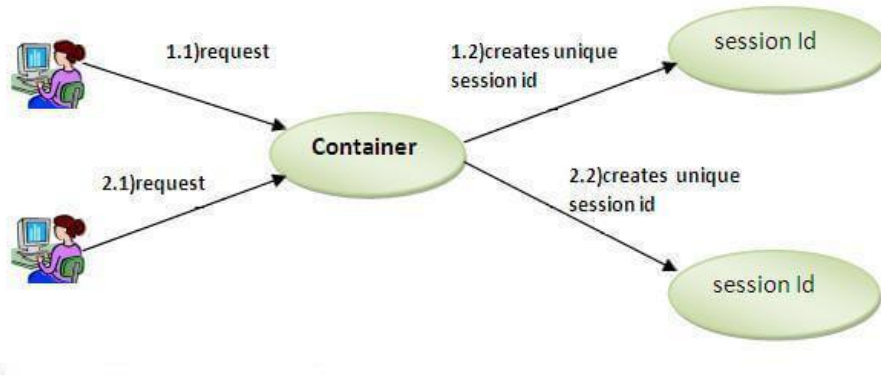 1.1)request
1.2)creates unique
session id
session Id
Container
2.1)request
2.2)creates unique
session id
session Id